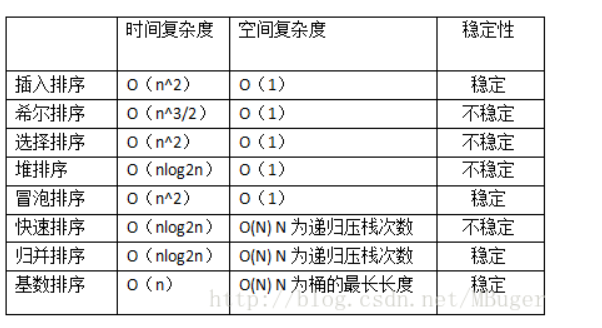 时间复杂度 空间复杂度 稳定性
插入排序 O（n^2） O（1） 稳定
希尔排序 O（n^3/2） O（1） 不稳定
选择排序 O（n^2） O（1） 不稳定
堆排序 O（nlog2n） O（1） 不稳定
冒泡排序 O（n^2） O（1） 稳定
快速排序 O（nlog2n） O(N) N 为递归压栈次数 不稳定
归并排序 O（nlog2n） O(N) N 为递归压栈次数 稳定
基数排序 O（n） O(N) N 为桶的最长长度 稳定
http://blog.csdn.net/MBuger